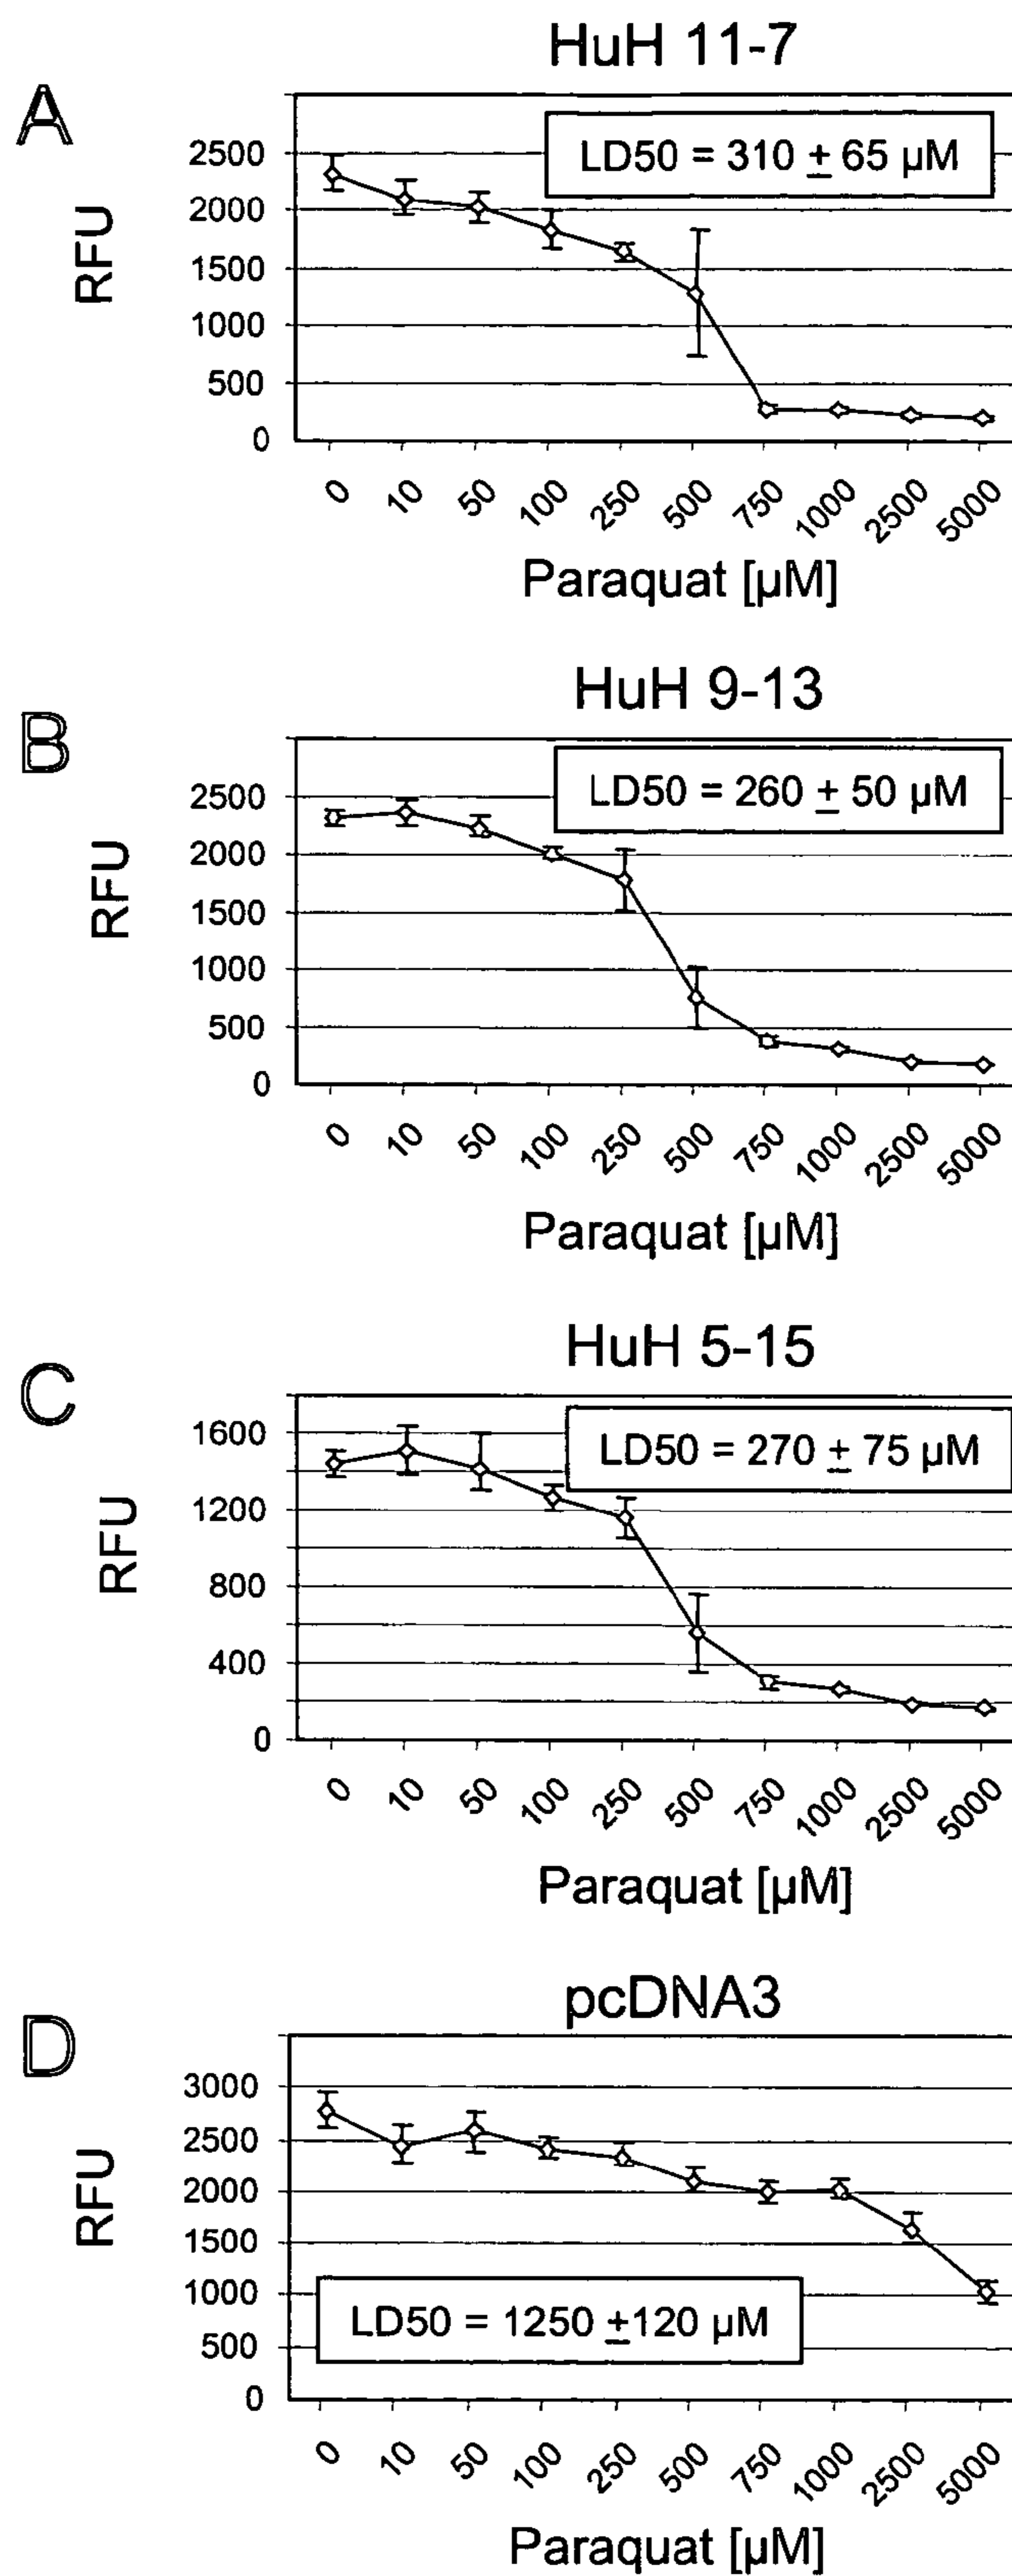 A
HuH 11-7
LD50 = 310 ± 65 µM
RFU
2500
2000
1500
1000
500
0
0 10 50 100 250 500 750 1000 2500 5000
Paraquat [µM]
B
HuH 9-13
LD50 = 260 ± 50 µM
RFU
2500
2000
1500
1000
500
0
0 10 50 100 250 500 750 1000 2500 5000
Paraquat [µM]
C
HuH 5-15
LD50 = 270 ± 75 µM
RFU
1600
1200
800
400
0
0 10 50 100 250 500 750 1000 2500 5000
Paraquat [µM]
D
pcDNA3
RFU
3000
2500
2000
1500
1000
500
0
LD50 = 1250 ±120 µM
0 10 50 100 250 500 750 1000 2500 5000
Paraquat [µM]